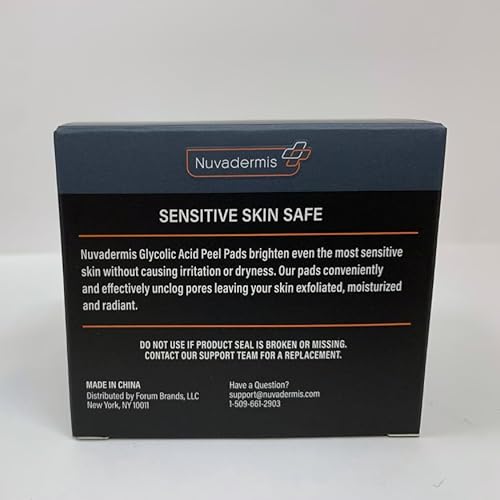 Nuvadermis
SENSITIVE SKIN SAFE
Nuvadermis Glycolic Acid Peel Pads brighten even the most sensitive
skin without causing irritation or dryness. Our pads conveniently
and effectively unclog pores leaving your skin exfoliated, moisturized
and radiant.
DO NOT USE IF PRODUCT SEAL IS BROKEN OR MISSING.
CONTACT OUR SUPPORT TEAM FOR A REPLACEMENT.
MADE IN CHINA
Distributed by Forum Brands, LLC
New York, NY 10011
Have a Question?
support@nuvadermis.com
1-509-661-2903